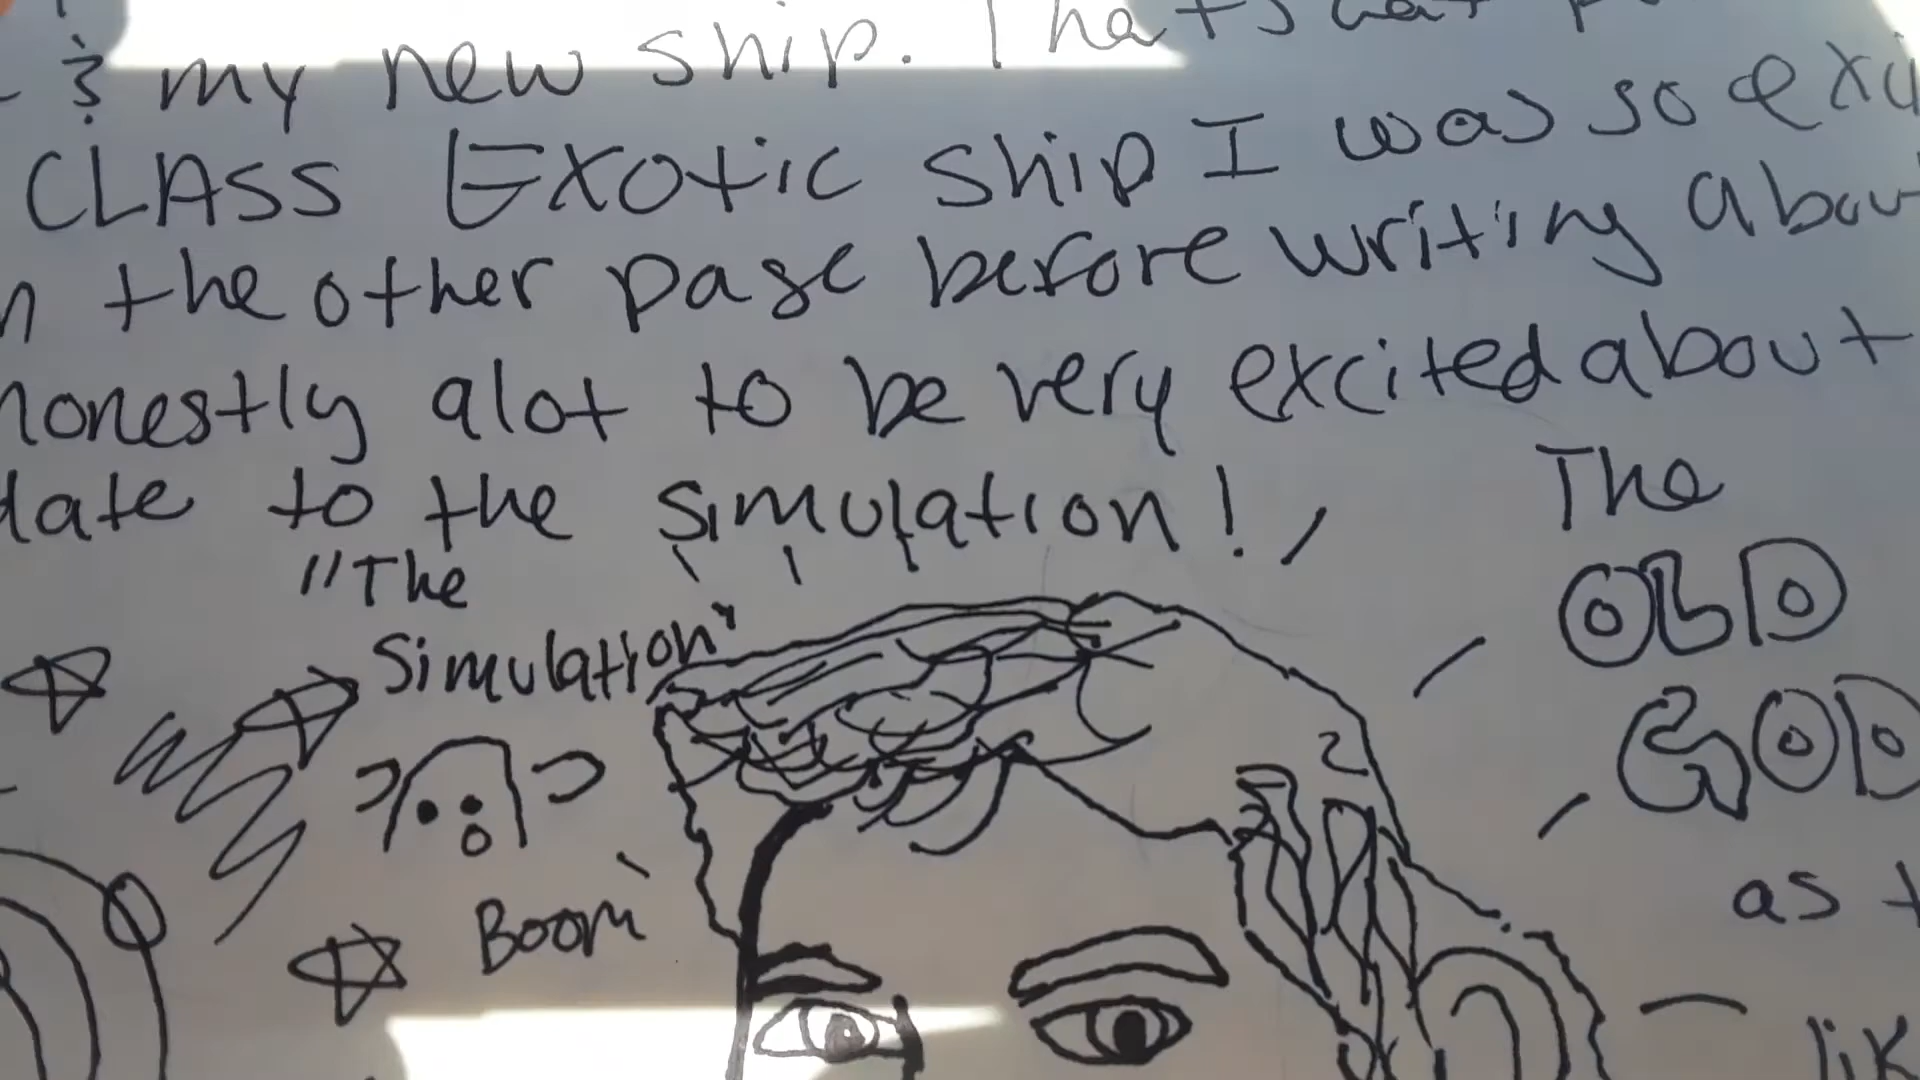 & my new ship. That's
CLASS Exotic ship I was so
the other page before writing
honestly alot to be very excited about
to the simulation!
The
"The
Simulation"
OLD
GOD
Boom
as